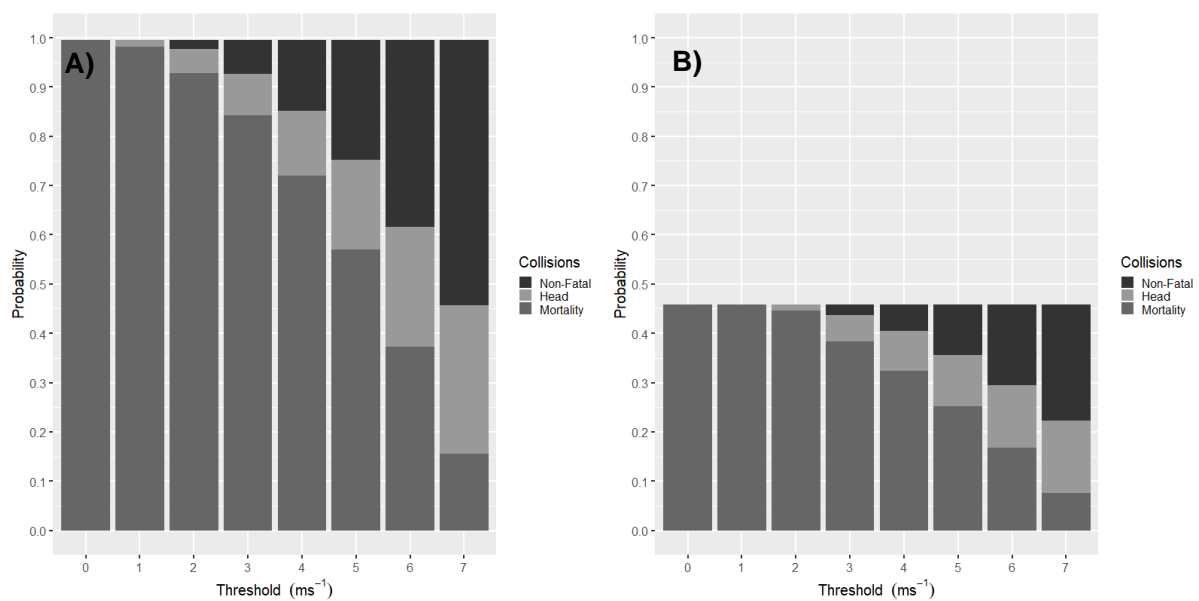 A)
Probability
1.0
0.9
0.8
0.7
0.6
0.5
0.4
0.3
0.2
0.1
0.0
0 1 2 3 4 5 6 7
Threshold (ms⁻¹)
Collisions
Non-Fatal
Head
Mortality
B)
Probability
1.0
0.9
0.8
0.7
0.6
0.5
0.4
0.3
0.2
0.1
0.0
0 1 2 3 4 5 6 7
Threshold (ms⁻¹)
Collisions
Non-Fatal
Head
Mortality